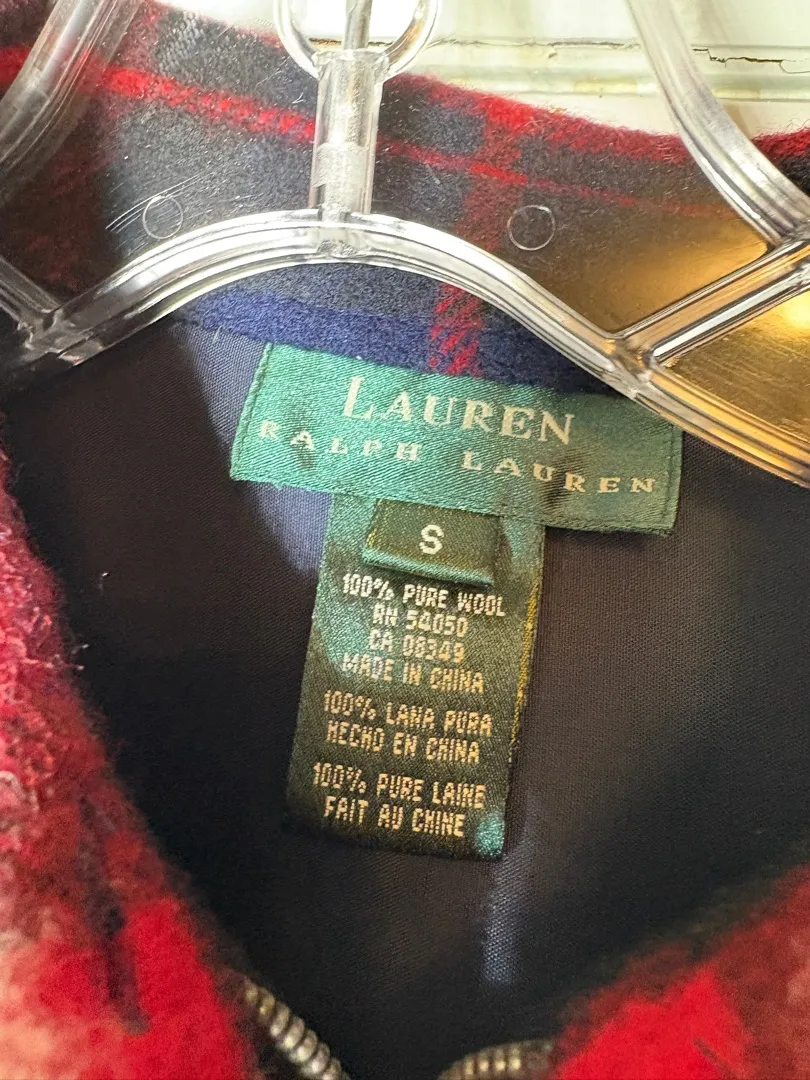 LAUREN
RALPH LAUREN
S
100% PURE WOOL
RN 54050
CA 08349
MADE IN CHINA
100% LANA PURA
HECHO EN CHINA
100% PURE LAINE
FAIT AU CHINE